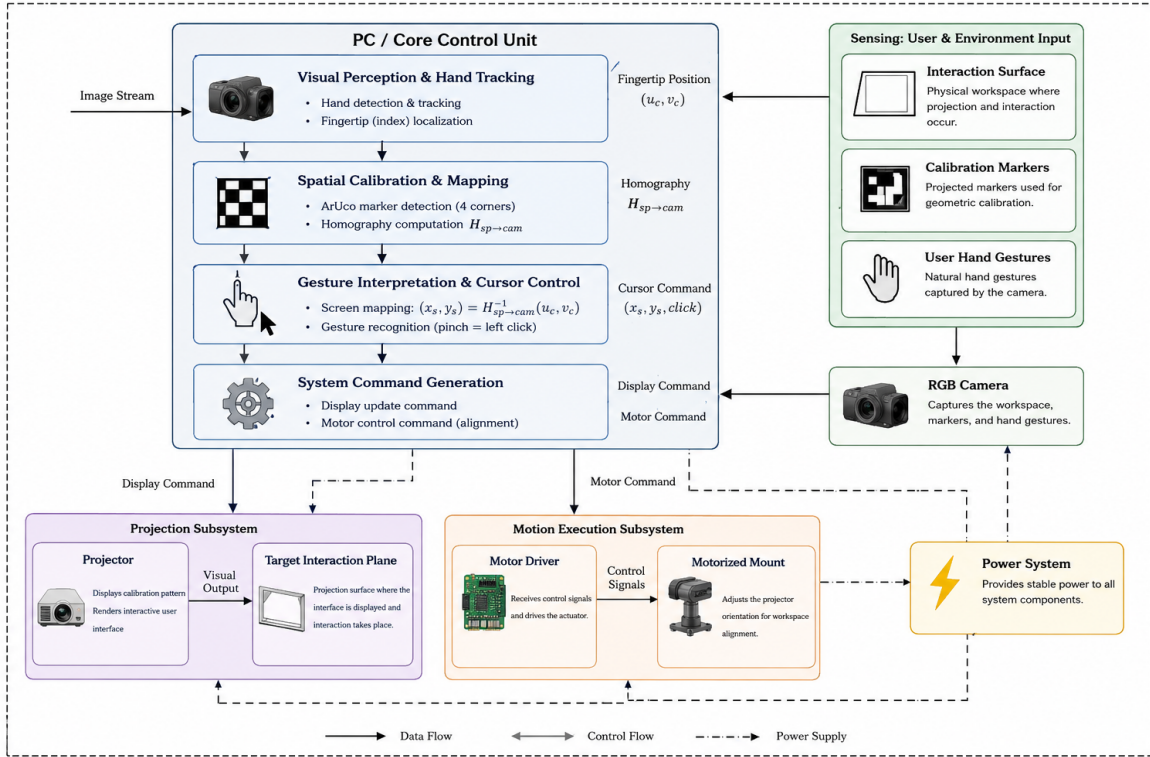 PC / Core Control Unit
Image Stream
Visual Perception & Hand Tracking
• Hand detection & tracking
• Fingertip (index) localization
Fingertip Position
(u_c, v_c)
Spatial Calibration & Mapping
• ArUco marker detection (4 corners)
• Homography computation H_{sp→cam}
Homography
H_{sp→cam}
Gesture Interpretation & Cursor Control
• Screen mapping: (x_s, y_s) = H_{sp→cam}^{-1}(u_c, v_c)
• Gesture recognition (pinch = left click)
Cursor Command
(x_s, y_s, click)
System Command Generation
• Display update command
• Motor control command (alignment)
Display Command
Motor Command
Sensing: User & Environment Input
Interaction Surface
Physical workspace where
projection and interaction
occur.
Calibration Markers
Projected markers used for
geometric calibration.
User Hand Gestures
Natural hand gestures
captured by the camera.
RGB Camera
Captures the workspace,
markers, and hand gestures.
Display Command
Motor Command
Projection Subsystem
Projector
Displays calibration pattern
Renders interactive user
interface
Visual
Output
Target Interaction Plane
Projection surface where the
interface is displayed and
interaction takes place.
Motion Execution Subsystem
Motor Driver
Receives control signals
and drives the actuator.
Control
Signals
Motorized Mount
Adjusts the projector
orientation for workspace
alignment.
Power System
Provides stable power to all
system components.
Data Flow
Control Flow
Power Supply